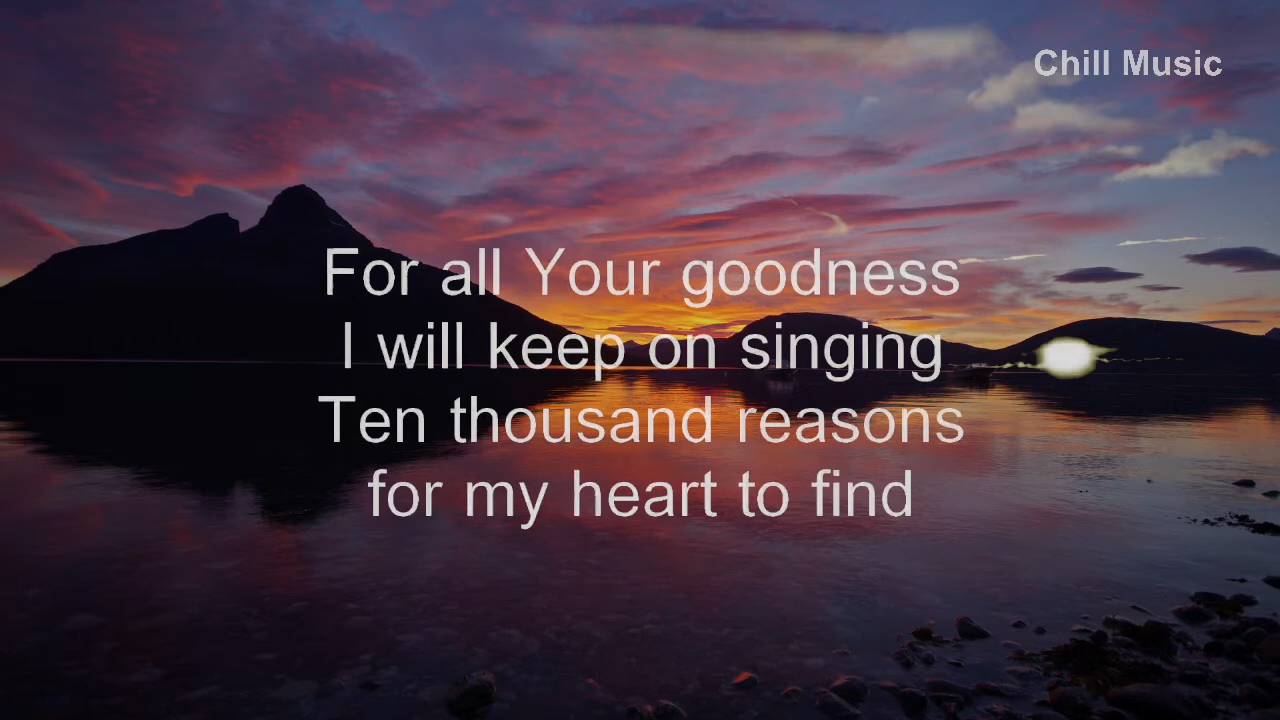 Chill Music
For all Your goodness
I will keep on singing
Ten thousand reasons
for my heart to find